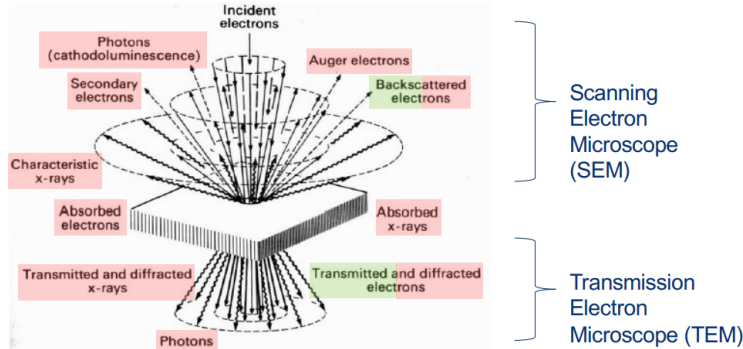 Incident
electrons
Photons
(cathodoluminescence)
Auger electrons
Secondary
electrons
Backscattered
electrons
Characteristic
x-rays
Absorbed
electrons
Absorbed
x-rays
Transmitted and diffracted
x-rays
Transmitted and diffracted
electrons
Photons
Scanning
Electron
Microscope
(SEM)
Transmission
Electron
Microscope (TEM)